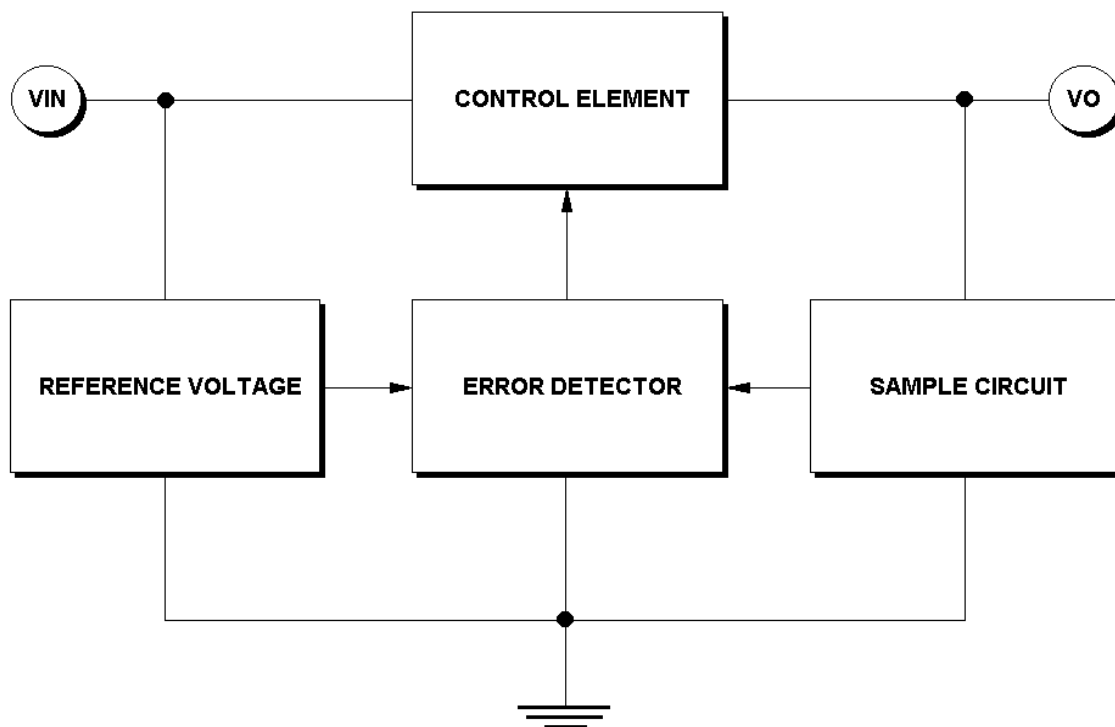 VIN
CONTROL ELEMENT
VO
REFERENCE VOLTAGE
ERROR DETECTOR
SAMPLE CIRCUIT